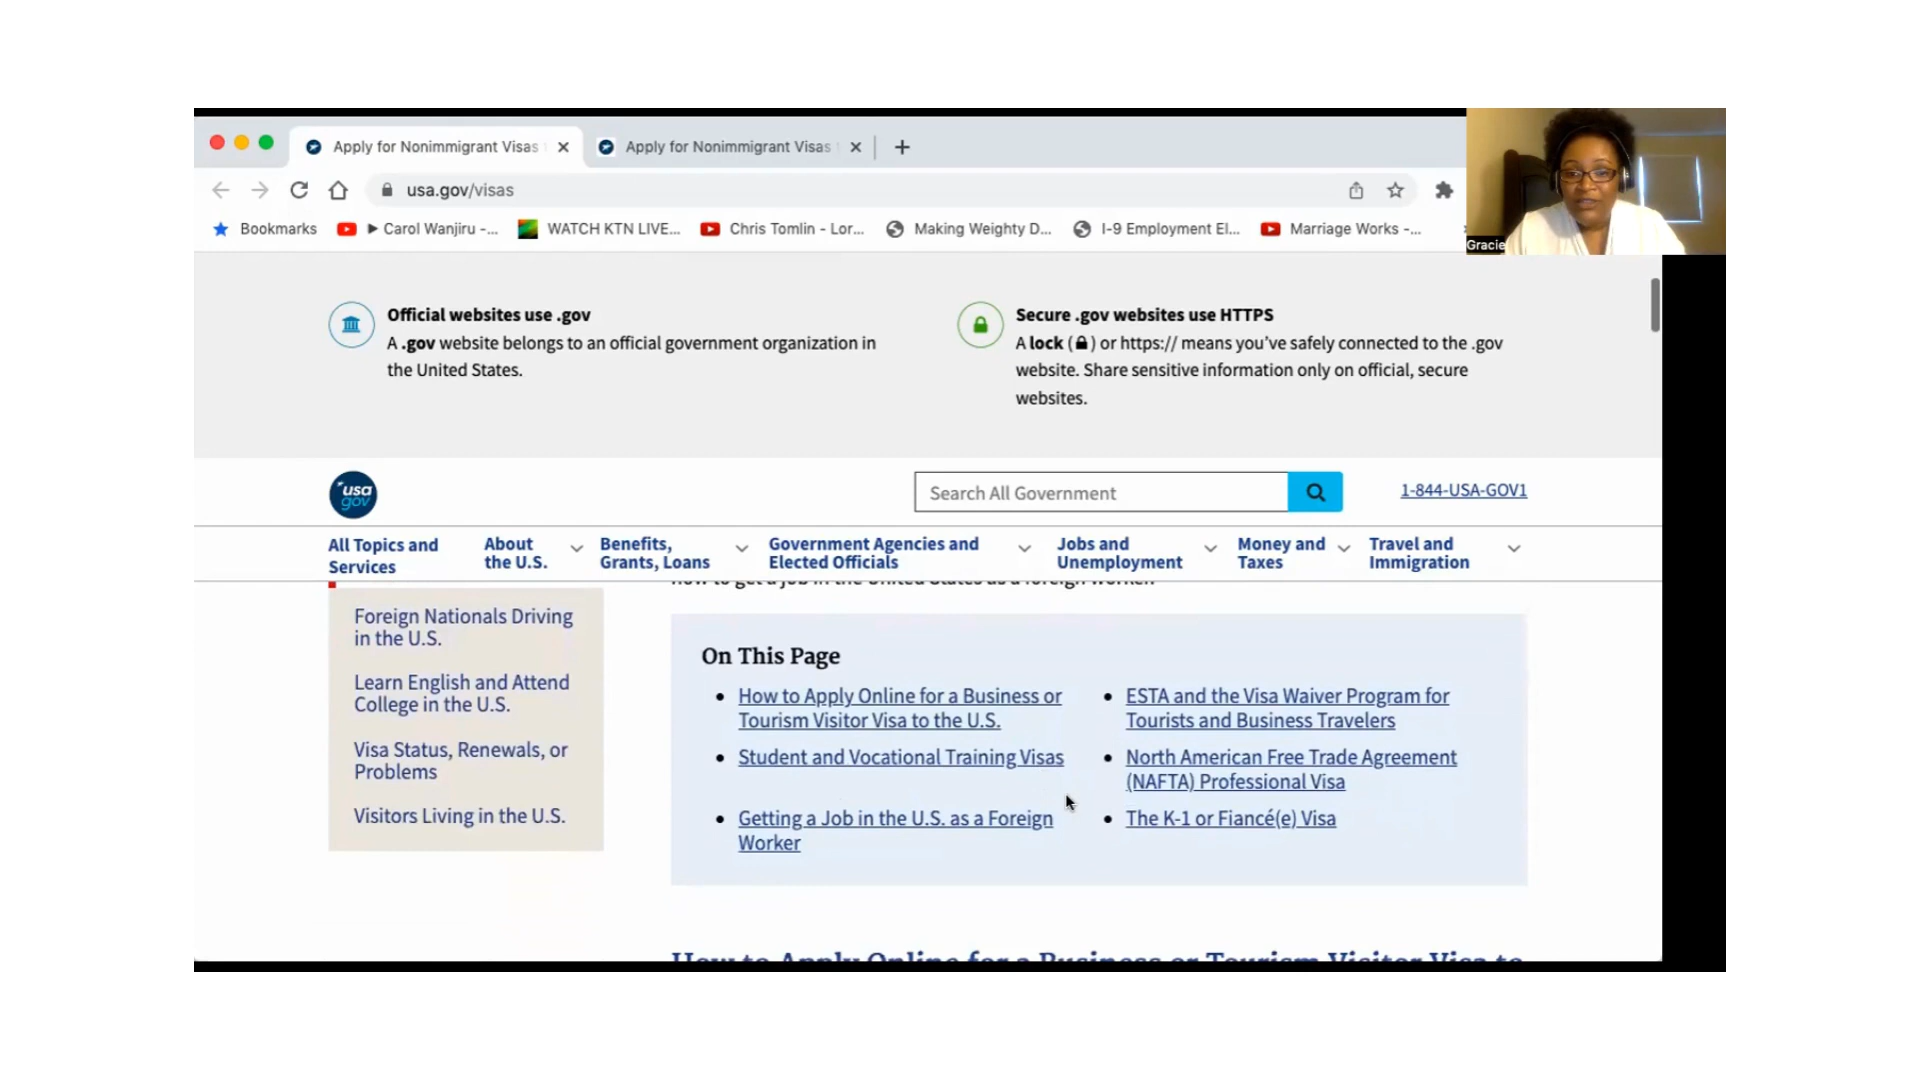 Apply for Nonimmigrant Visas
Apply for Nonimmigrant Visas
usa.gov/visas
Bookmarks
Carol Wanjiru -...
WATCH KTN LIVE...
Chris Tomlin - Lor...
Making Weighty D...
I-9 Employment El...
Marriage Works -...
Gracie
Official websites use .gov
A .gov website belongs to an official government organization in
the United States.
Secure .gov websites use HTTPS
A lock ( ) or https:// means you've safely connected to the .gov
website. Share sensitive information only on official, secure
websites.
usa
gov
Search All Government
1-844-USA-GOV1
All Topics and
Services
About
the U.S.
Benefits,
Grants, Loans
Government Agencies and
Elected Officials
Jobs and
Unemployment
Money and
Taxes
Travel and
Immigration
how to get a job in the United States as a foreign worker.
Foreign Nationals Driving
in the U.S.
Learn English and Attend
College in the U.S.
Visa Status, Renewals, or
Problems
Visitors Living in the U.S.
On This Page
How to Apply Online for a Business or
Tourism Visitor Visa to the U.S.
Student and Vocational Training Visas
Getting a Job in the U.S. as a Foreign
Worker
ESTA and the Visa Waiver Program for
Tourists and Business Travelers
North American Free Trade Agreement
(NAFTA) Professional Visa
The K-1 or Fiancé(e) Visa
How to Apply Online for a Business or Tourism Visitor Visa to